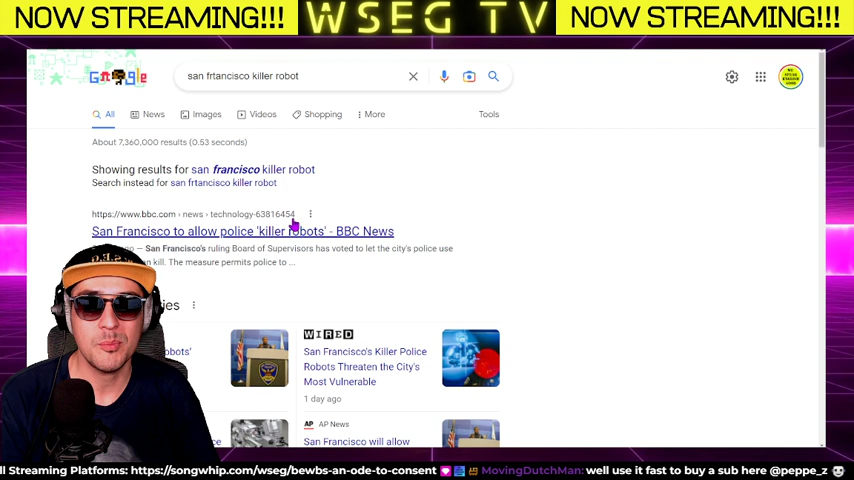 NOW STREAMING!!! WSEG TV NOW STREAMING!!!
Google
san frtancisco killer robot
All News Images Videos Shopping More Tools
About 7,360,000 results (0.53 seconds)
Showing results for san francisco killer robot
Search instead for san frtancisco killer robot
https://www.bbc.com › news › technology-63816454
San Francisco to allow police 'killer robots' - BBC News
— San Francisco's ruling Board of Supervisors has voted to let the city's police use
kill. The measure permits police to ...
WIRED
San Francisco's Killer Police
Robots Threaten the City's
Most Vulnerable
1 day ago
AP AP News
San Francisco will allow
ll Streaming Platforms: https://songwhip.com/wseg/bewbs-an-ode-to-consent MovingDutchMan: well use it fast to buy a sub here @peppe_z